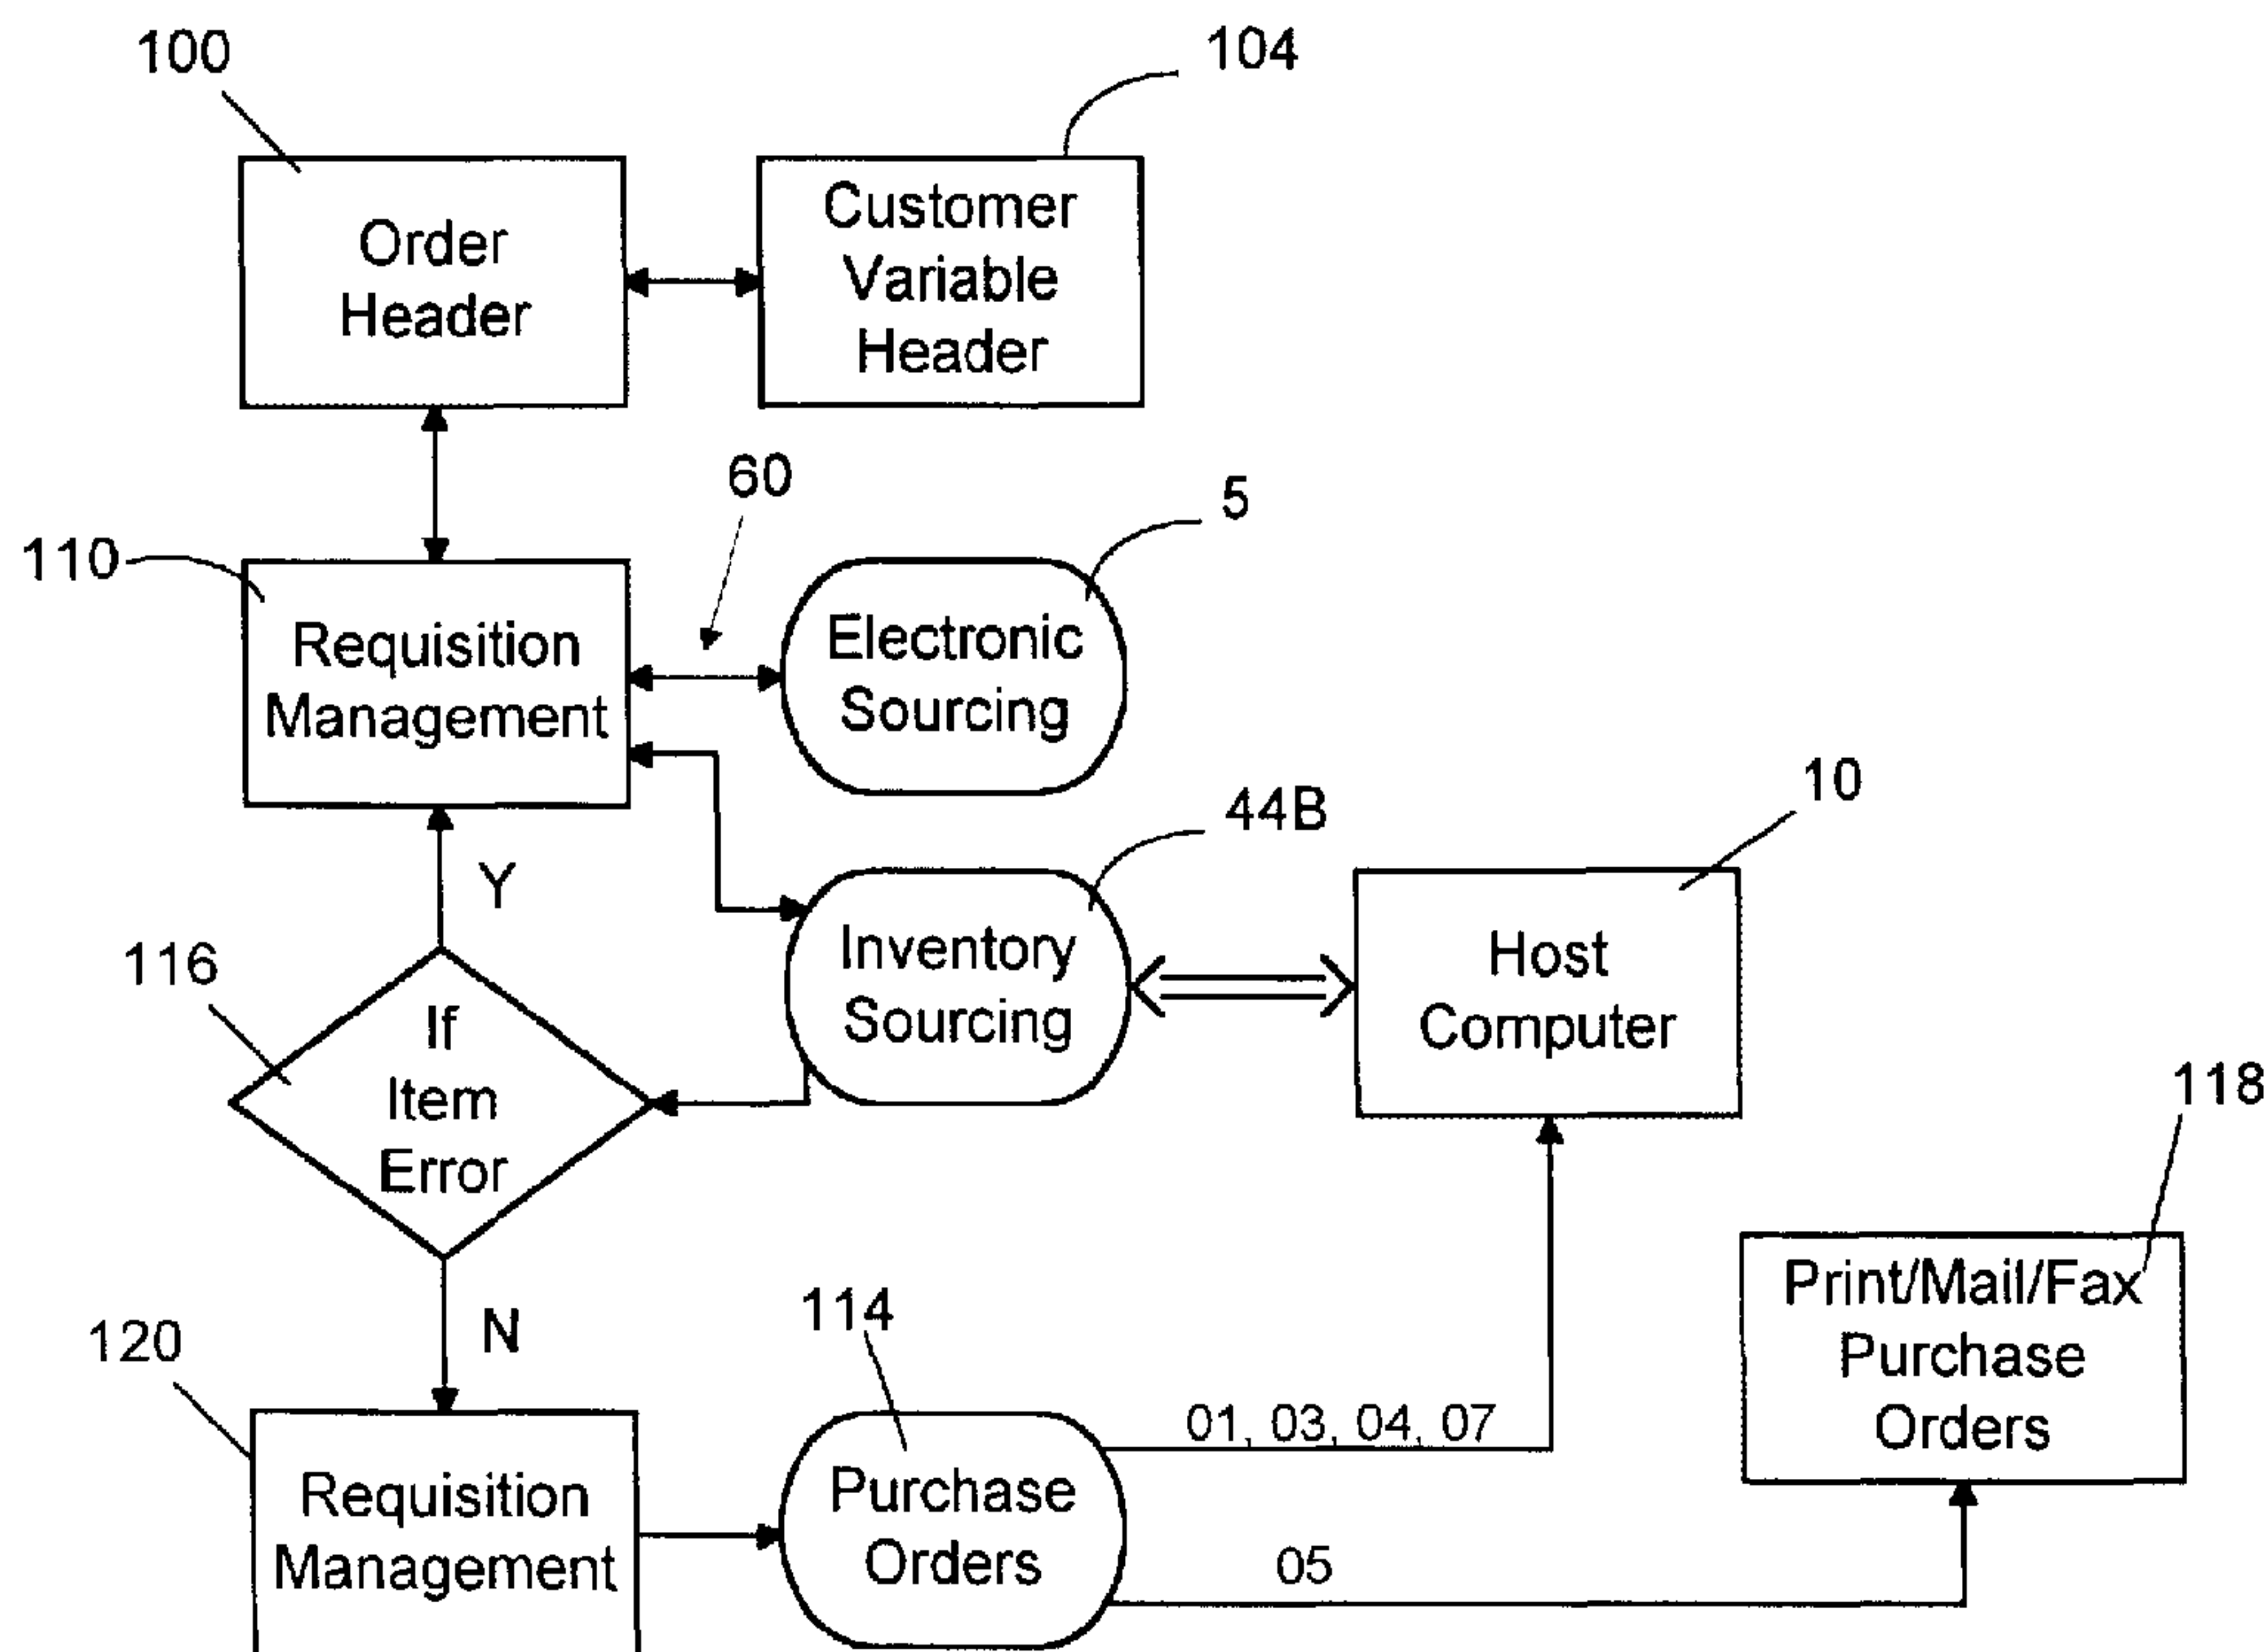 100
104
Order
Header
Customer
Variable
Header
60
5
110
Requisition
Management
Electronic
Sourcing
10
44B
Y
Inventory
Sourcing
Host
Computer
116
If
Item
Error
118
N
120
114
Print/Mail/Fax
Purchase
Orders
01, 03, 04, 07
Requisition
Management
Purchase
Orders
05